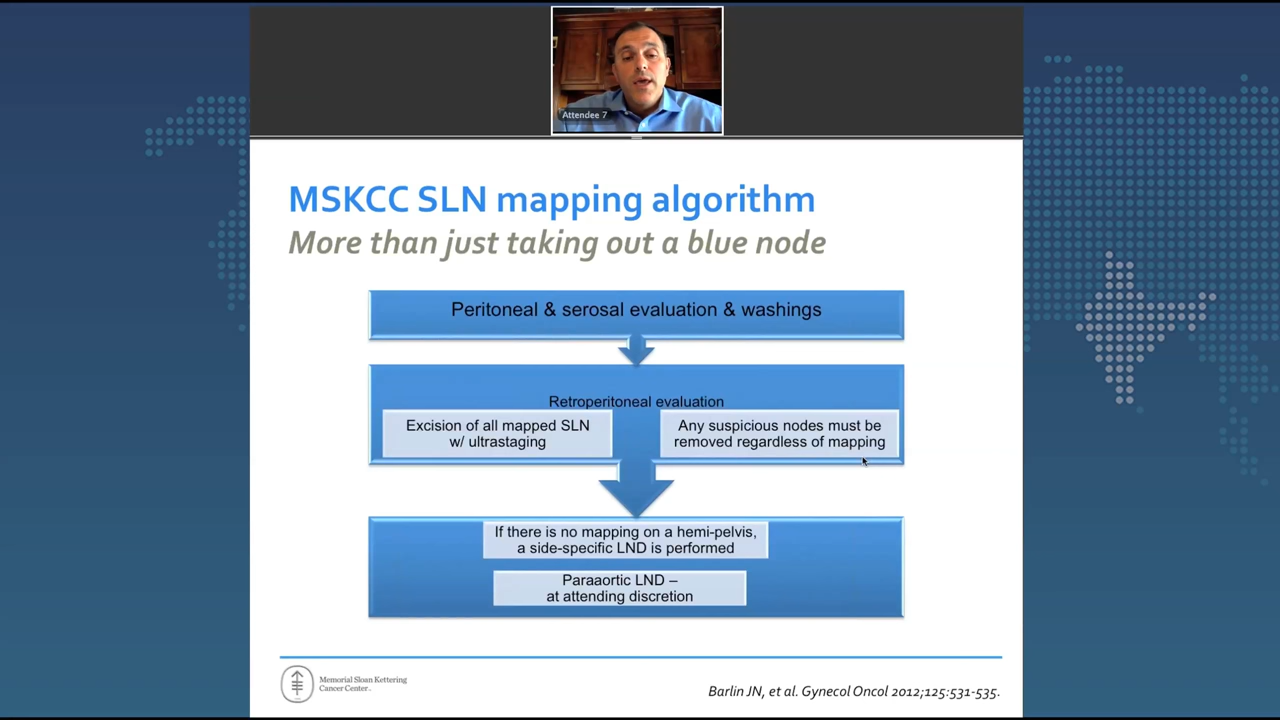 Attendee 7
MSKCC SLN mapping algorithm
More than just taking out a blue node
Peritoneal & serosal evaluation & washings
Retroperitoneal evaluation
Excision of all mapped SLN
w/ ultrastaging
Any suspicious nodes must be
removed regardless of mapping
If there is no mapping on a hemi-pelvis,
a side-specific LND is performed
Paraaortic LND –
at attending discretion
Memorial Sloan Kettering
Cancer Center
Barlin JN, et al. Gynecol Oncol 2012;125:531-535.